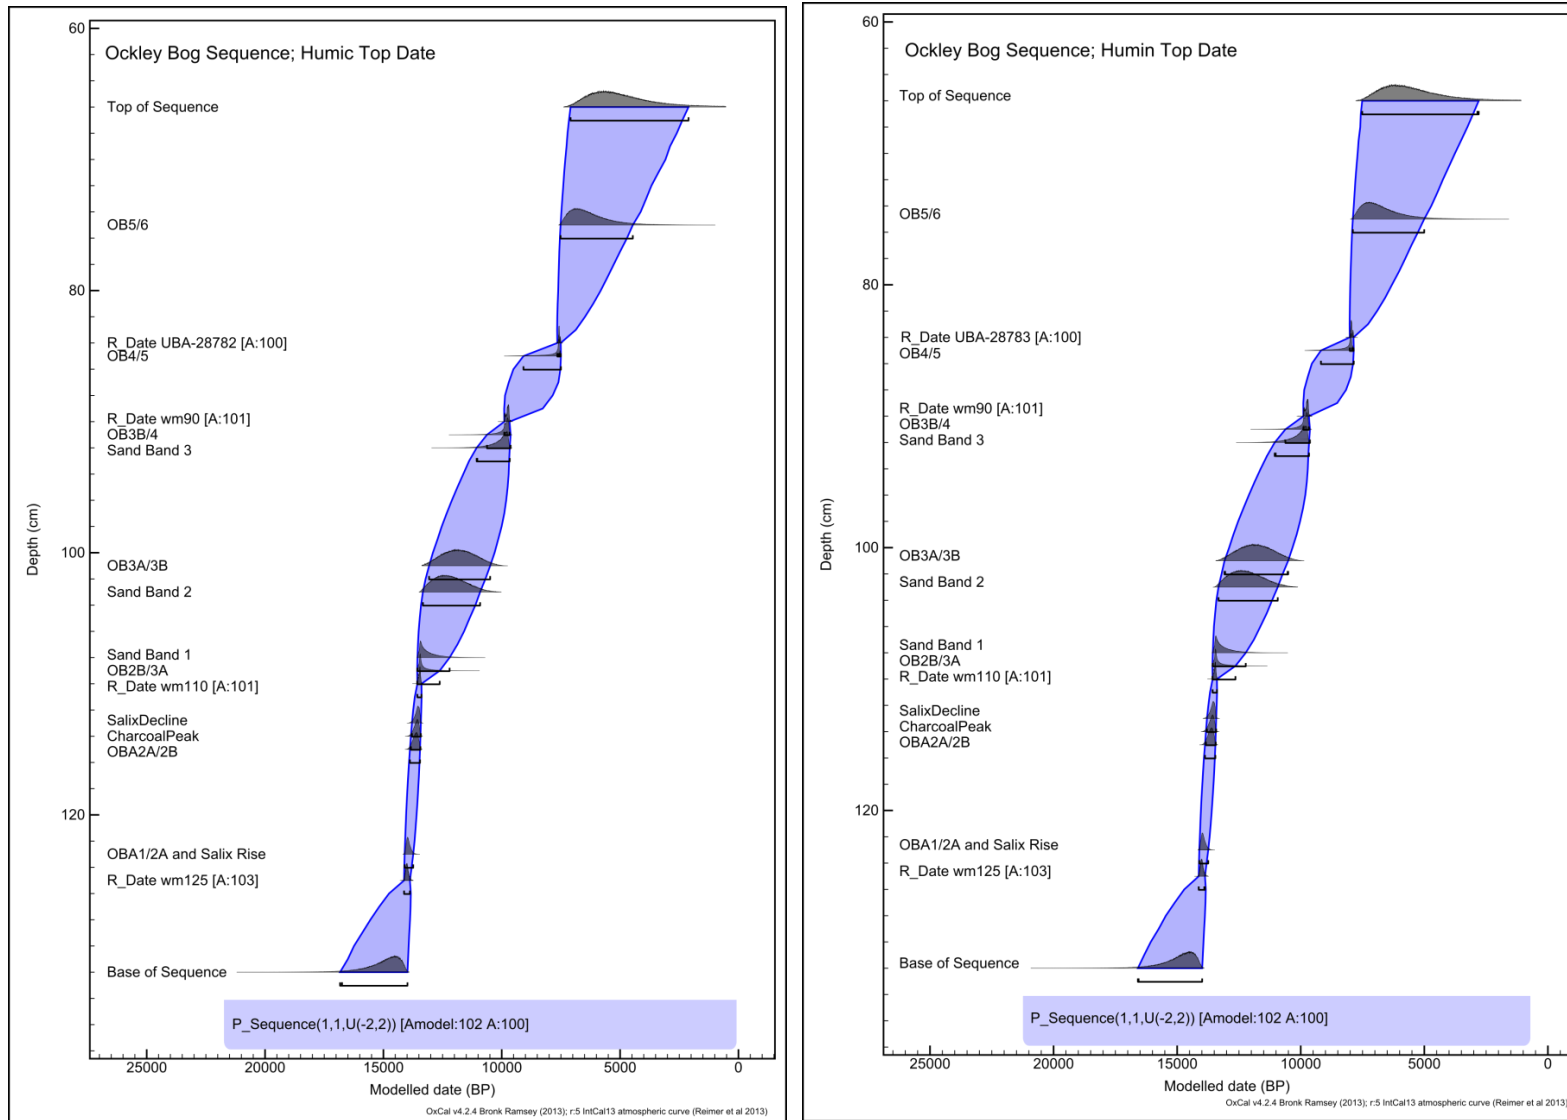 60
Ockley Bog Sequence; Humic Top Date
Top of Sequence
OB5/6
80
R_Date UBA-28782 [A:100]
OB4/5
R_Date wm90 [A:101]
OB3B/4
Sand Band 3
Depth (cm)
100
OB3A/3B
Sand Band 2
Sand Band 1
OB2B/3A
R_Date wm110 [A:101]
SalixDecline
CharcoalPeak
OBA2A/2B
120
OBA1/2A and Salix Rise
R_Date wm125 [A:103]
Base of Sequence
P_Sequence(1,1,U(-2,2)) [Amodel:102 A:100]
25000 20000 15000 10000 5000 0
Modelled date (BP)
OxCal v4.2.4 Bronk Ramsey (2013); r:5 IntCal13 atmospheric curve (Reimer et al 2013)
60
Ockley Bog Sequence; Humin Top Date
Top of Sequence
OB5/6
80
R_Date UBA-28783 [A:100]
OB4/5
R_Date wm90 [A:101]
OB3B/4
Sand Band 3
Depth (cm)
100
OB3A/3B
Sand Band 2
Sand Band 1
OB2B/3A
R_Date wm110 [A:101]
SalixDecline
CharcoalPeak
OBA2A/2B
120
OBA1/2A and Salix Rise
R_Date wm125 [A:103]
Base of Sequence
P_Sequence(1,1,U(-2,2)) [Amodel:102 A:100]
25000 20000 15000 10000 5000 0
Modelled date (BP)
OxCal v4.2.4 Bronk Ramsey (2013); r:5 IntCal13 atmospheric curve (Reimer et al 2013)